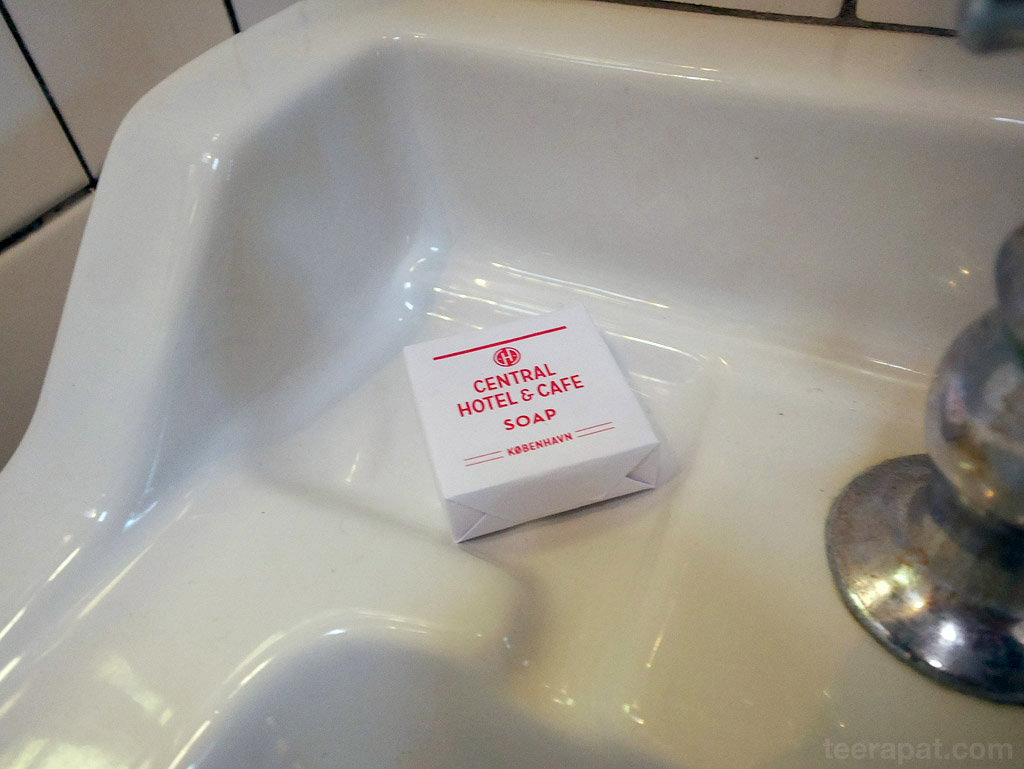 H
CENTRAL
HOTEL & CAFE
SOAP
KØBENHAVN
teerapat.com